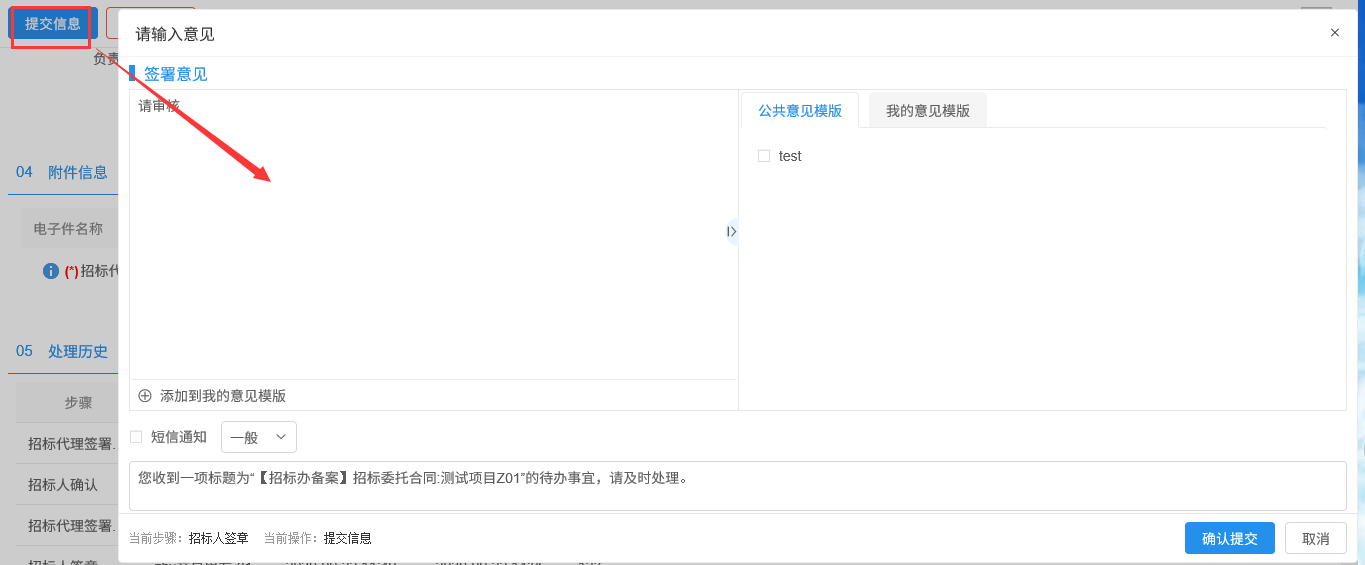 提交信息
请输入意见
×
负责
签署意见
请审核
公共意见模版
我的意见模版
test
04 附件信息
电子件名称
(*)招标代
05 处理历史
步骤
添加到我的意见模版
短信通知 一般
招标代理签署.
招标人确认
您收到一项标题为“【招标办备案】招标委托合同:测试项目Z01”的待办事宜，请及时处理。
招标代理签署.
当前步骤：招标人签章 当前操作：提交信息
确认提交
取消
招标人签章